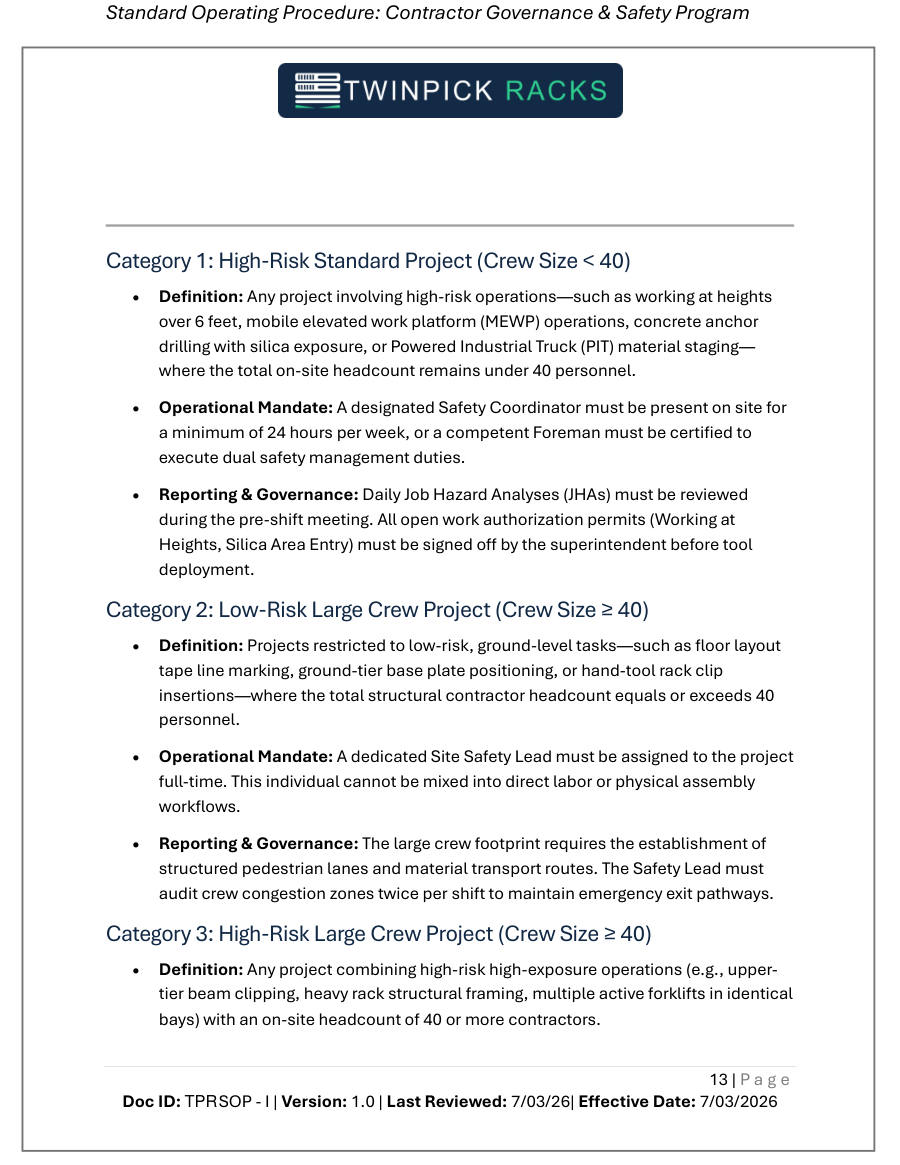 Standard Operating Procedure: Contractor Governance & Safety Program
TWINPICK RACKS
Category 1: High-Risk Standard Project (Crew Size < 40)
• Definition: Any project involving high-risk operations—such as working at heights
over 6 feet, mobile elevated work platform (MEWP) operations, concrete anchor
drilling with silica exposure, or Powered Industrial Truck (PIT) material staging—
where the total on-site headcount remains under 40 personnel.
• Operational Mandate: A designated Safety Coordinator must be present on site for
a minimum of 24 hours per week, or a competent Foreman must be certified to
execute dual safety management duties.
• Reporting & Governance: Daily Job Hazard Analyses (JHAs) must be reviewed
during the pre-shift meeting. All open work authorization permits (Working at
Heights, Silica Area Entry) must be signed off by the superintendent before tool
deployment.
Category 2: Low-Risk Large Crew Project (Crew Size ≥ 40)
• Definition: Projects restricted to low-risk, ground-level tasks—such as floor layout
tape line marking, ground-tier base plate positioning, or hand-tool rack clip
insertions—where the total structural contractor headcount equals or exceeds 40
personnel.
• Operational Mandate: A dedicated Site Safety Lead must be assigned to the project
full-time. This individual cannot be mixed into direct labor or physical assembly
workflows.
• Reporting & Governance: The large crew footprint requires the establishment of
structured pedestrian lanes and material transport routes. The Safety Lead must
audit crew congestion zones twice per shift to maintain emergency exit pathways.
Category 3: High-Risk Large Crew Project (Crew Size ≥ 40)
• Definition: Any project combining high-risk high-exposure operations (e.g., upper-
tier beam clipping, heavy rack structural framing, multiple active forklifts in identical
bays) with an on-site headcount of 40 or more contractors.
13 | Page
Doc ID: TPRSOP - I | Version: 1.0 | Last Reviewed: 7/03/26| Effective Date: 7/03/2026